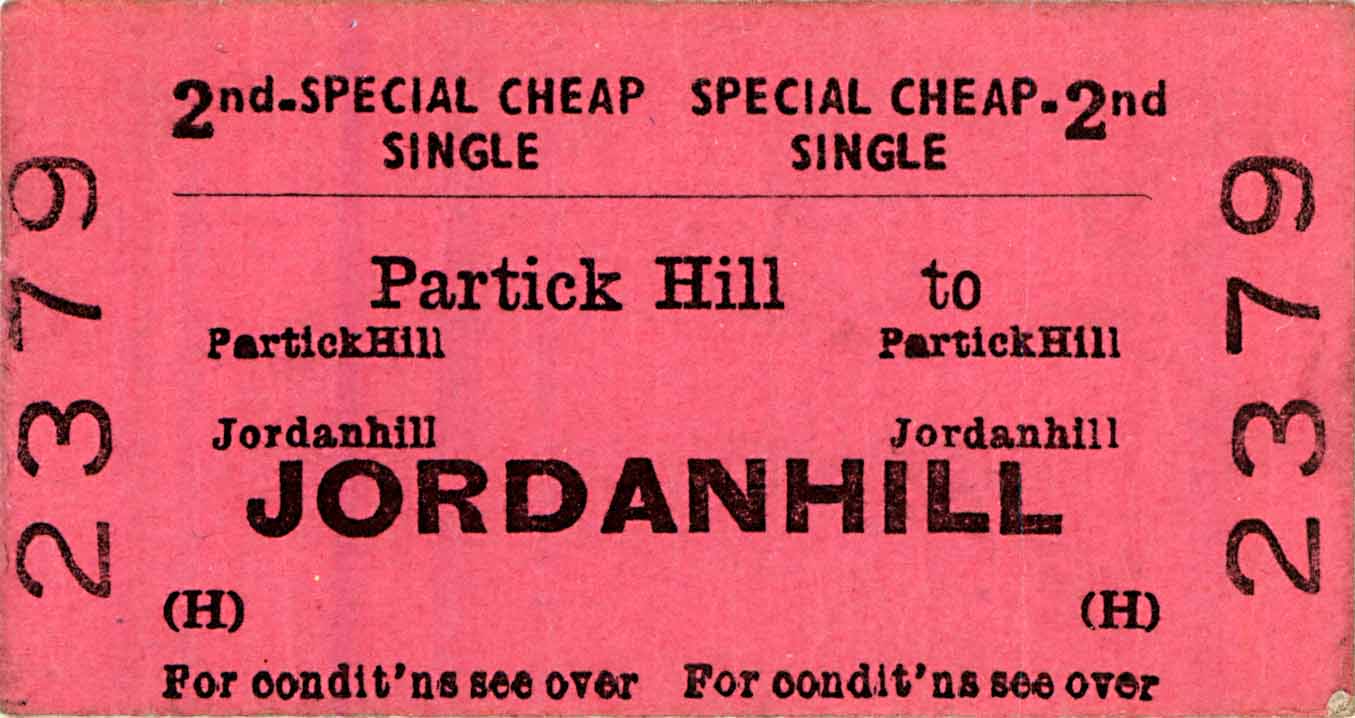 2nd-SPECIAL CHEAP SPECIAL CHEAP-2nd
SINGLE SINGLE
Partick Hill to
PartickHill PartickHill
Jordanhill Jordanhill
JORDANHILL
(H) (H)
For condit'ns see over For condit'ns see over
2379
2379